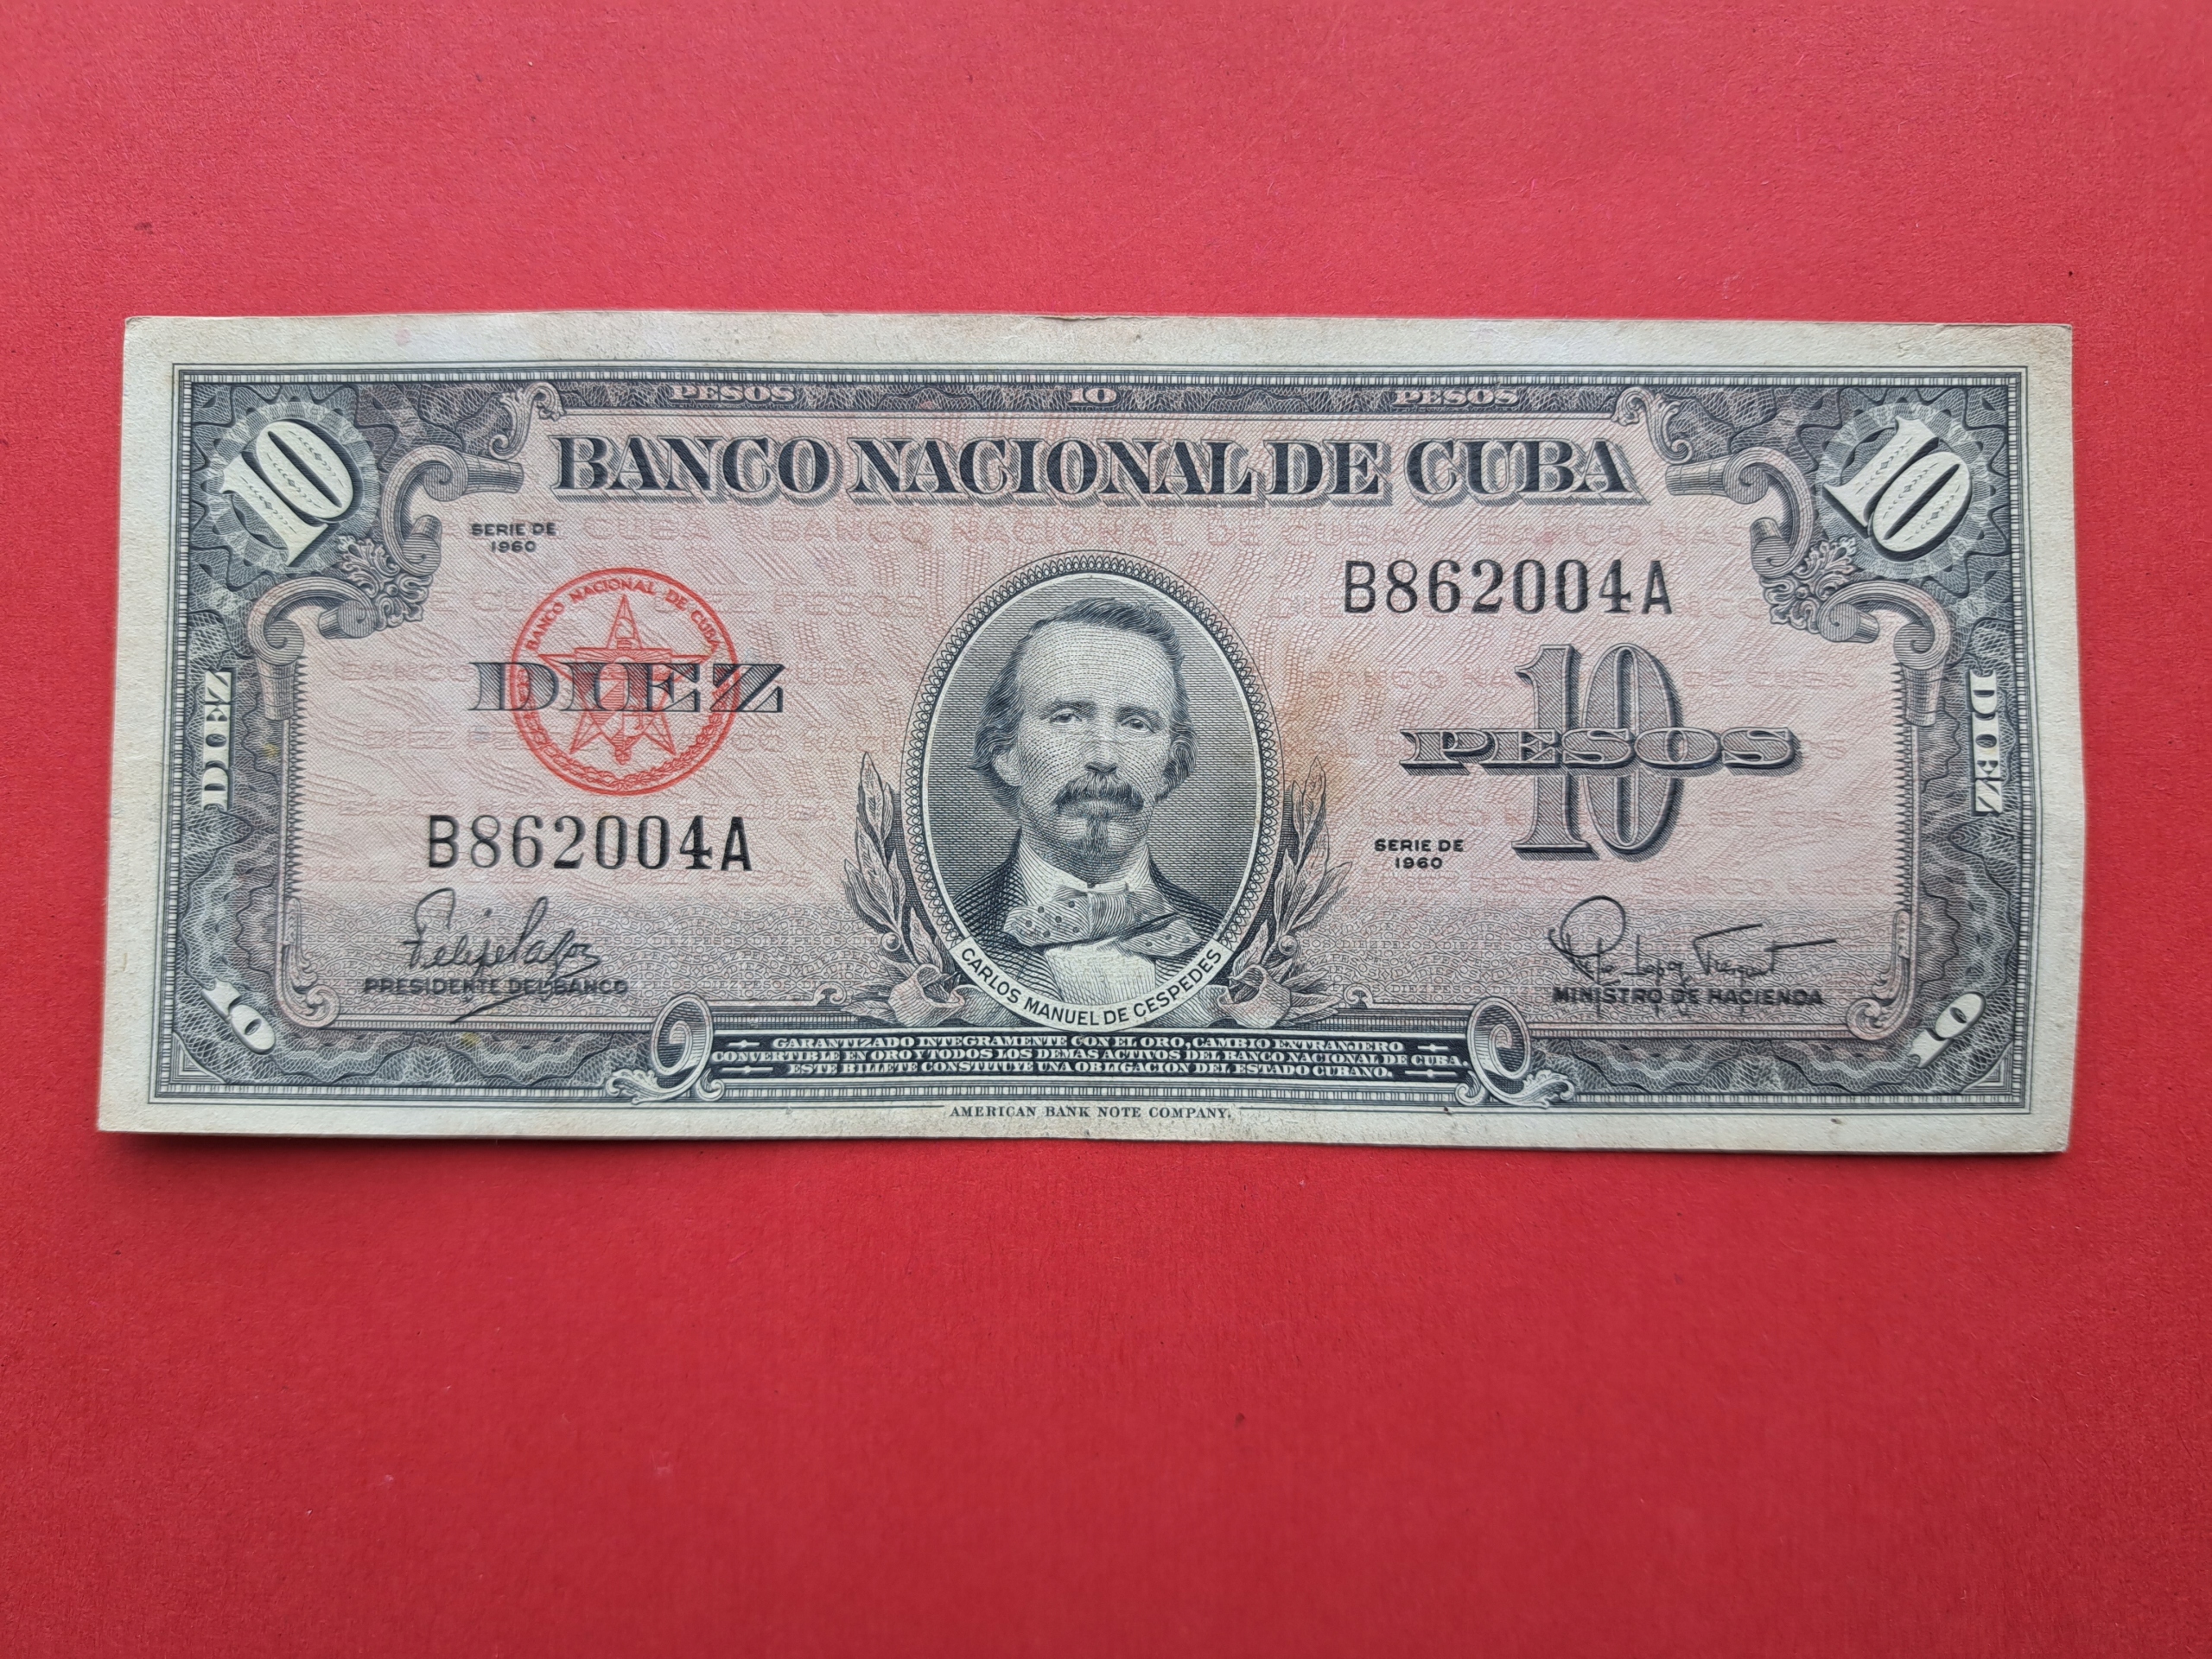 PESOS 10 PESOS
10 BANCO NACIONAL DE CUBA 10
SERIE DE
1960
BANCO NACIONAL DE CUBA
B862004A
DIEZ
DIEZ
10
PESOS
DIEZ
B862004A
SERIE DE
1960
Felipe Pazos
PRESIDENTE DEL BANCO
CARLOS MANUEL DE CESPEDES
MINISTRO DE HACIENDA
10
10
GARANTIZADO INTEGRAMENTE CON EL ORO, CAMBIO EXTRANJERO
CONVERTIBLE EN ORO Y TODOS LOS DEMAS ACTIVOS DEL BANCO NACIONAL DE CUBA.
ESTE BILLETE CONSTITUYE UNA OBLIGACION DEL ESTADO CUBANO.
AMERICAN BANK NOTE COMPANY.